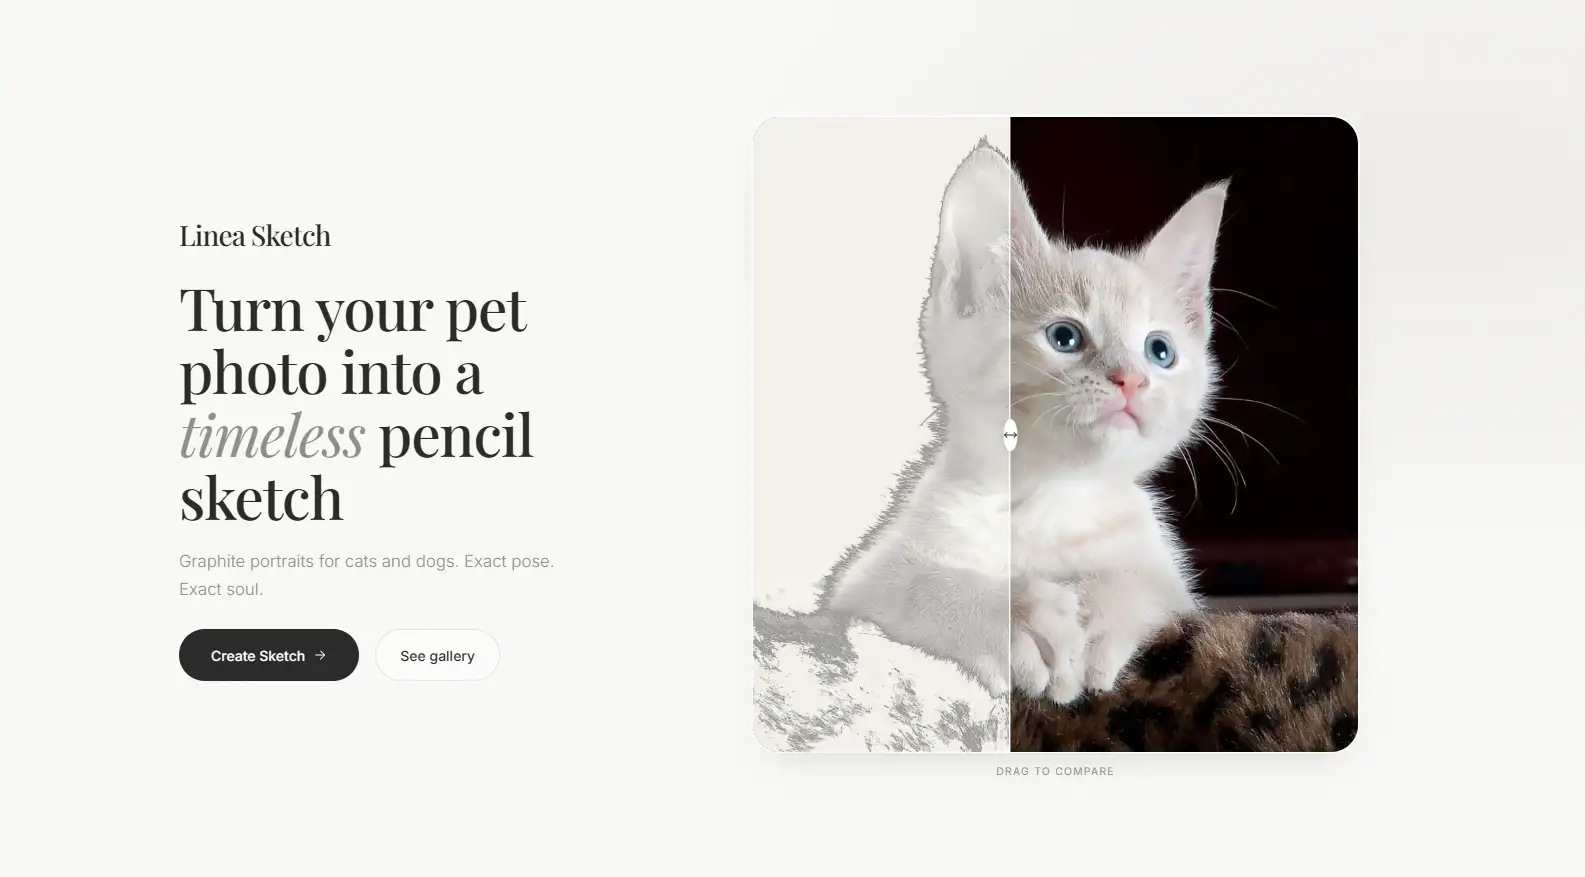 Linea Sketch
Turn your pet
photo into a
timeless pencil
sketch
Graphite portraits for cats and dogs. Exact pose.
Exact soul.
Create Sketch →
See gallery
DRAG TO COMPARE